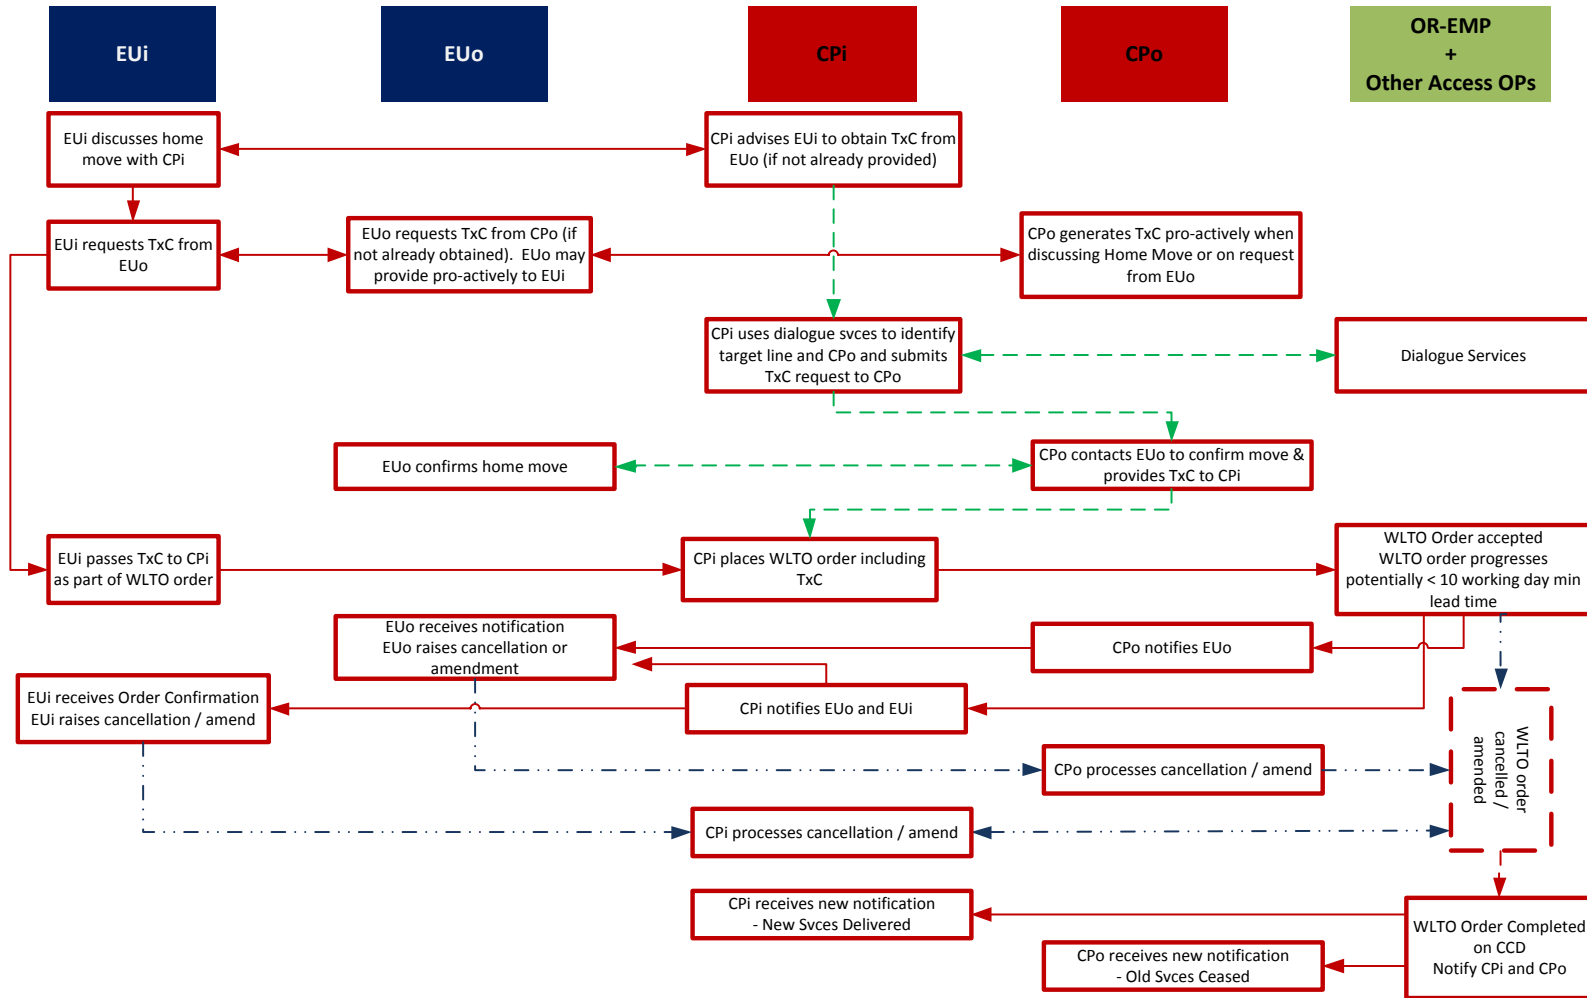 EUi
EUo
CPi
CPo
OR-EMP
+
Other Access OPs
EUi discusses home
move with CPi
CPi advises EUi to obtain TxC from
EUo (if not already provided)
EUi requests TxC from
EUo
EUo requests TxC from CPo (if
not already obtained).  EUo may
provide pro-actively to EUi
CPo generates TxC pro-actively when
discussing Home Move or on request
from EUo
CPi uses dialogue svces to identify
target line and CPo and submits
TxC request to CPo
Dialogue Services
EUo confirms home move
CPo contacts EUo to confirm move &
provides TxC to CPi
EUi passes TxC to CPi
as part of WLTO order
CPi places WLTO order including
TxC
WLTO Order accepted
WLTO order progresses
potentially < 10 working day min
lead time
EUo receives notification
EUo raises cancellation or
amendment
CPo notifies EUo
EUi receives Order Confirmation
EUi raises cancellation / amend
CPi notifies EUo and EUi
WLTO order
cancelled /
amended
CPo processes cancellation / amend
CPi processes cancellation / amend
CPi receives new notification
- New Svces Delivered
WLTO Order Completed
on CCD
Notify CPi and CPo
CPo receives new notification
- Old Svces Ceased